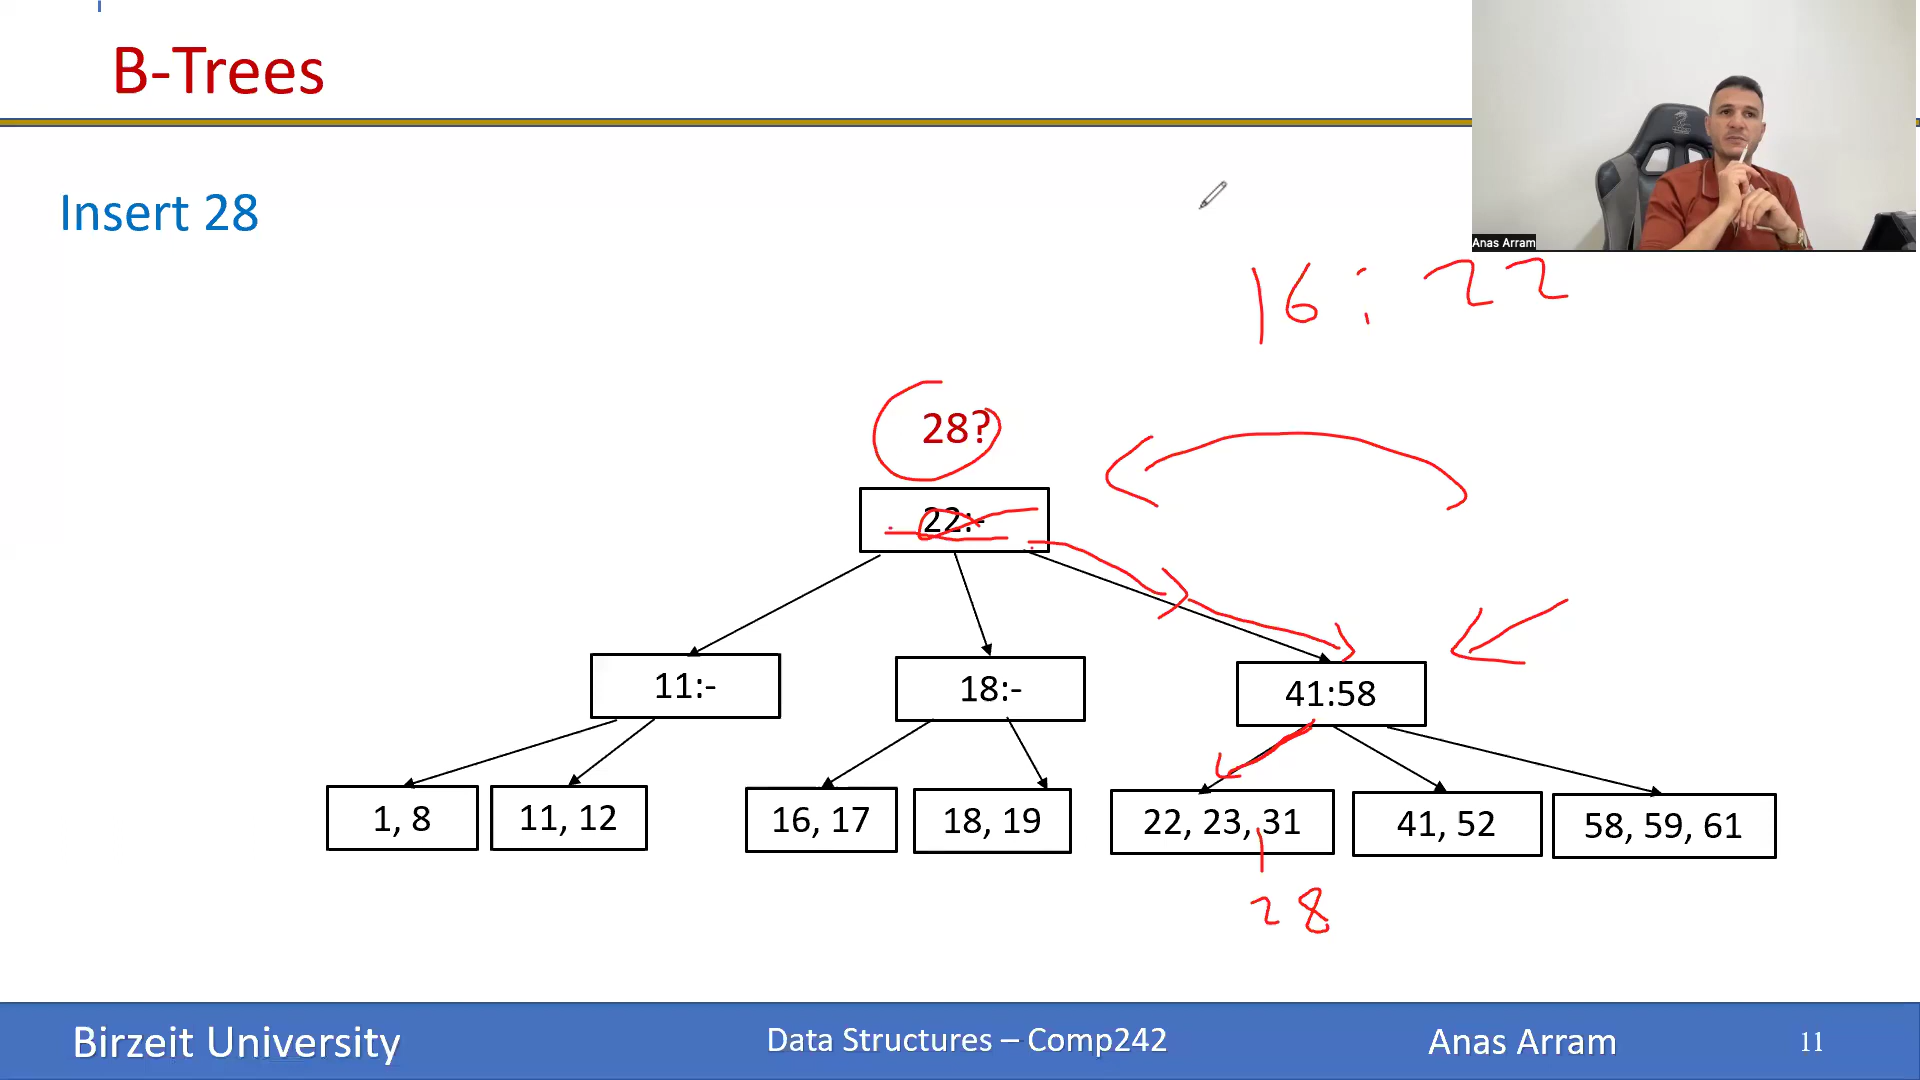 B-Trees
Anas Arram
Insert 28
16 : 22
28?
22:-
11:-
18:-
41:58
1, 8
11, 12
16, 17
18, 19
22, 23, 31
41, 52
58, 59, 61
28
Birzeit University
Data Structures – Comp242
Anas Arram
11